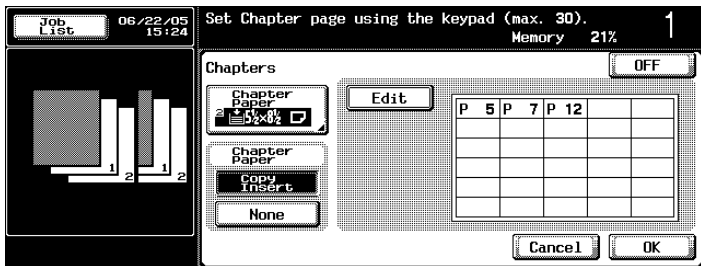 Job
List
06/22/05
15:24
Set Chapter page using the keypad (max. 30).
Memory 21%
1
Chapters
OFF
Chapter
Paper
2 5½×8½
Edit
P 5 P 7 P 12
Chapter
Paper
Copy
Insert
None
1 2 1 2
Cancel
OK